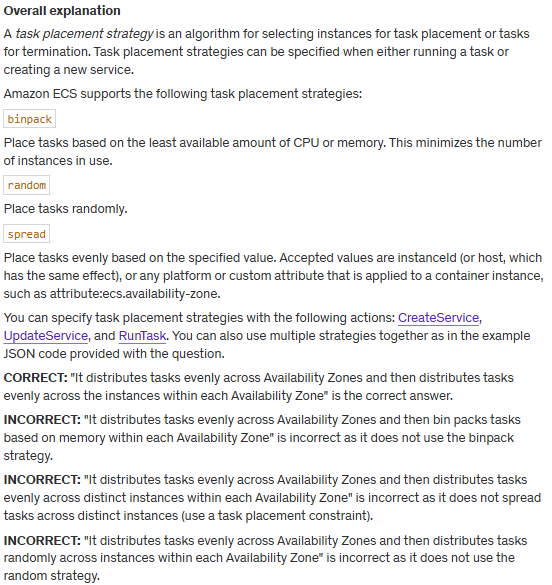 Overall explanation
A task placement strategy is an algorithm for selecting instances for task placement or tasks
for termination. Task placement strategies can be specified when either running a task or
creating a new service.
Amazon ECS supports the following task placement strategies:
binpack
Place tasks based on the least available amount of CPU or memory. This minimizes the number
of instances in use.
random
Place tasks randomly.
spread
Place tasks evenly based on the specified value. Accepted values are instanceId (or host, which
has the same effect), or any platform or custom attribute that is applied to a container instance,
such as attribute:ecs.availability-zone.
You can specify task placement strategies with the following actions: CreateService,
UpdateService, and RunTask. You can also use multiple strategies together as in the example
JSON code provided with the question.
CORRECT: "It distributes tasks evenly across Availability Zones and then distributes tasks
evenly across the instances within each Availability Zone" is the correct answer.
INCORRECT: "It distributes tasks evenly across Availability Zones and then bin packs tasks
based on memory within each Availability Zone" is incorrect as it does not use the binpack
strategy.
INCORRECT: "It distributes tasks evenly across Availability Zones and then distributes tasks
evenly across distinct instances within each Availability Zone" is incorrect as it does not spread
tasks across distinct instances (use a task placement constraint).
INCORRECT: "It distributes tasks evenly across Availability Zones and then distributes tasks
randomly across instances within each Availability Zone" is incorrect as it does not use the
random strategy.